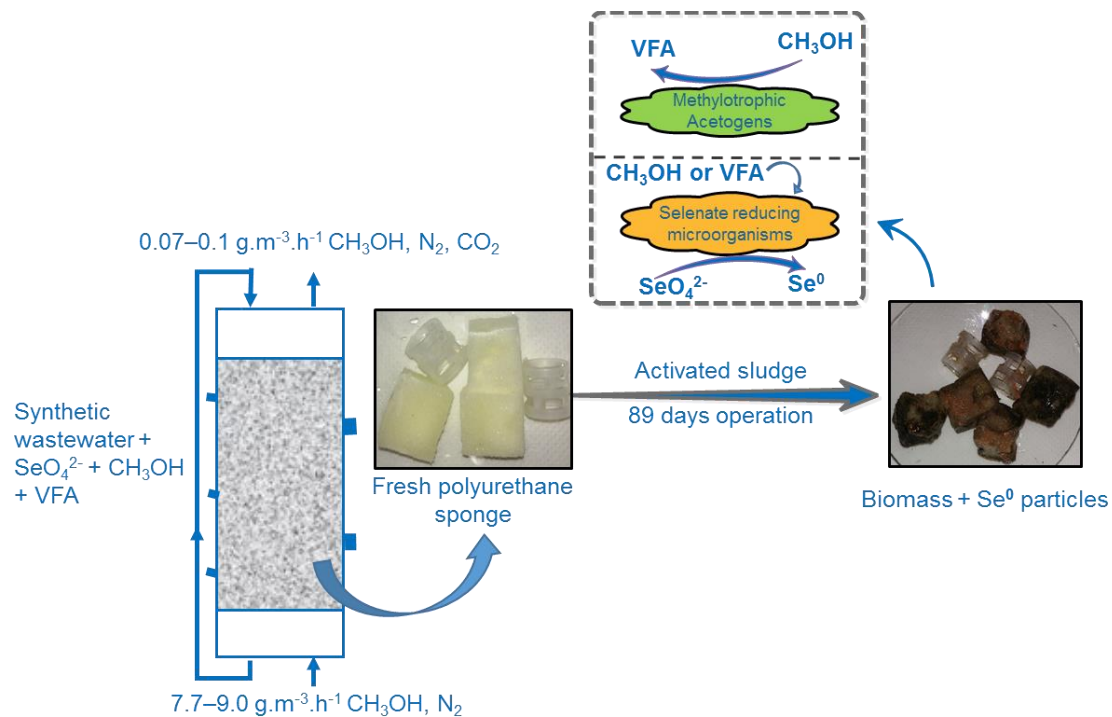 VFA
CH₃OH
Methylotrophic
Acetogens
CH₃OH or VFA
Selenate reducing
microorganisms
SeO₄²⁻
Se⁰
0.07–0.1 g.m⁻³.h⁻¹ CH₃OH, N₂, CO₂
Synthetic
wastewater +
SeO₄²⁻ + CH₃OH
+ VFA
Fresh polyurethane
sponge
Activated sludge
89 days operation
Biomass + Se⁰ particles
7.7–9.0 g.m⁻³.h⁻¹ CH₃OH, N₂